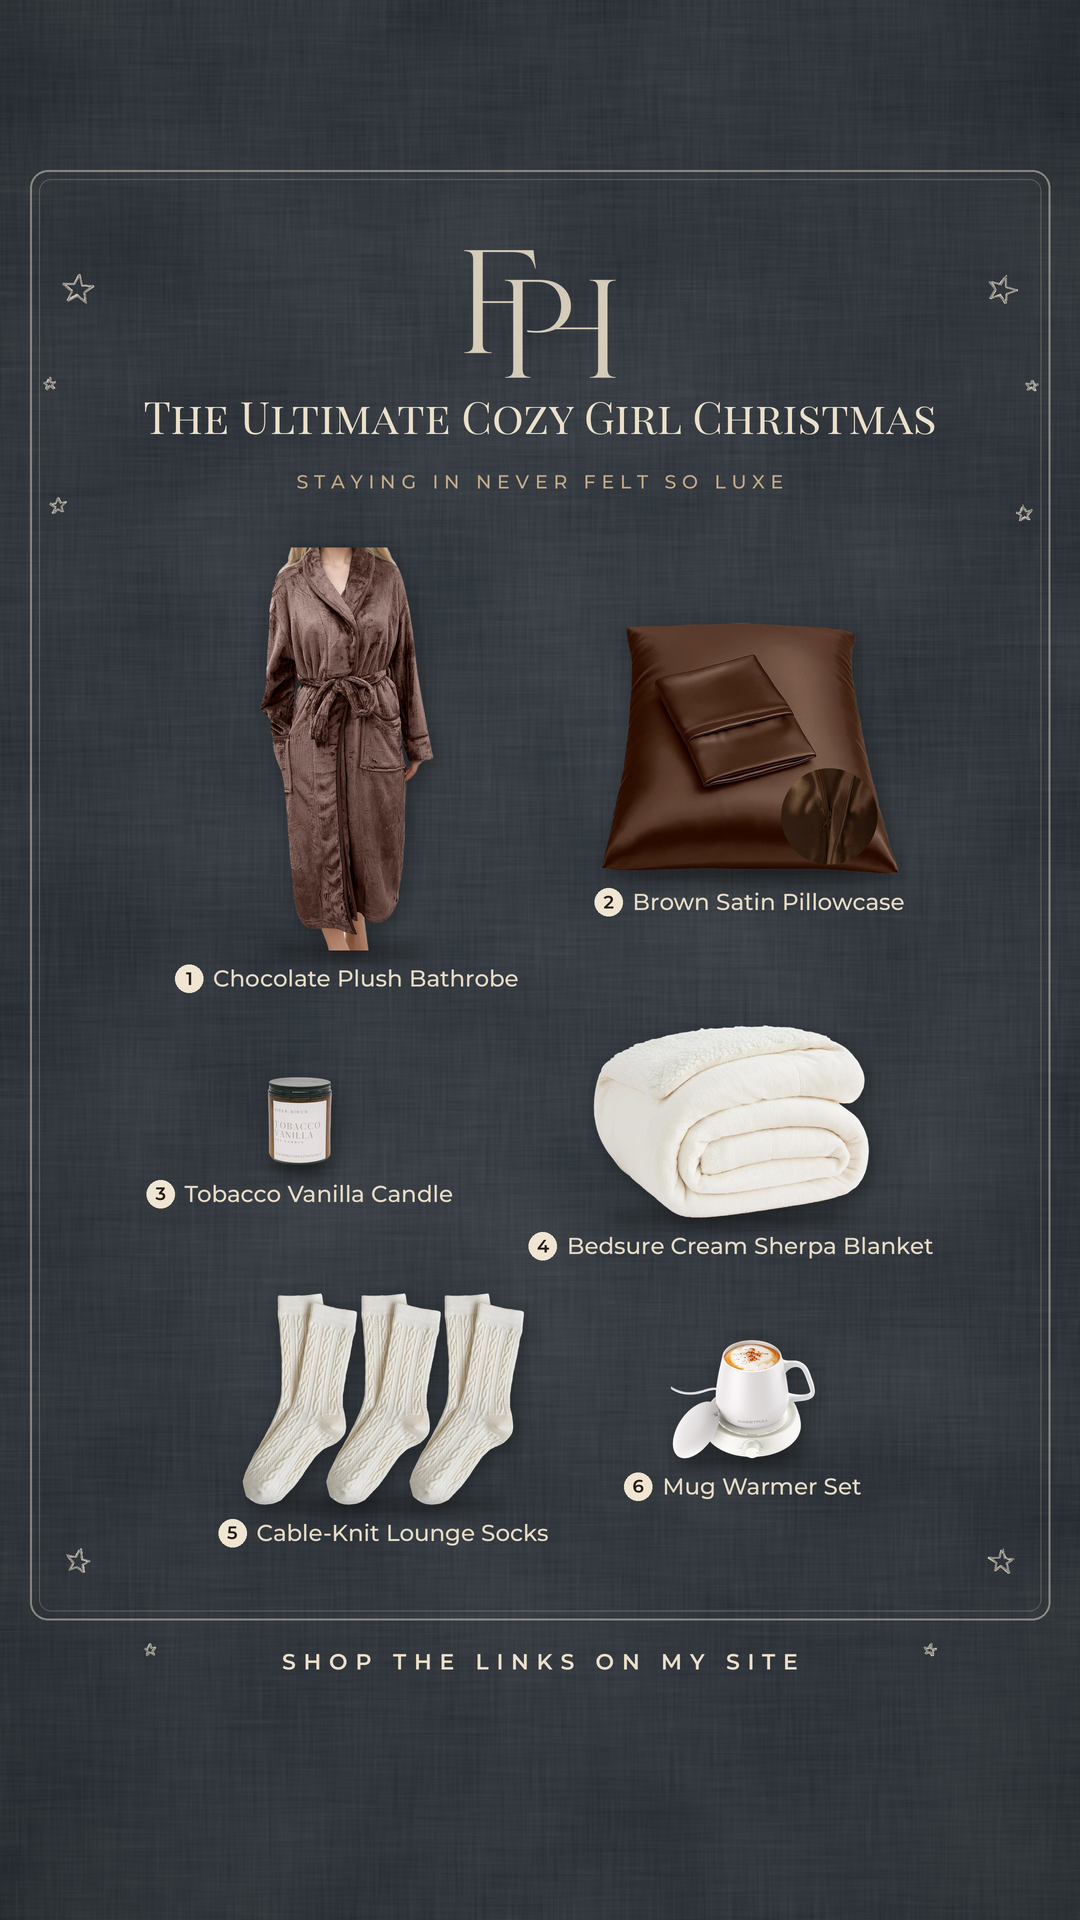 FPH
The Ultimate Cozy Girl Christmas
STAYING IN NEVER FELT SO LUXE
2 Brown Satin Pillowcase
1 Chocolate Plush Bathrobe
TOBACCO
VANILLA
3 Tobacco Vanilla Candle
4 Bedsure Cream Sherpa Blanket
6 Mug Warmer Set
5 Cable-Knit Lounge Socks
SHOP THE LINKS ON MY SITE